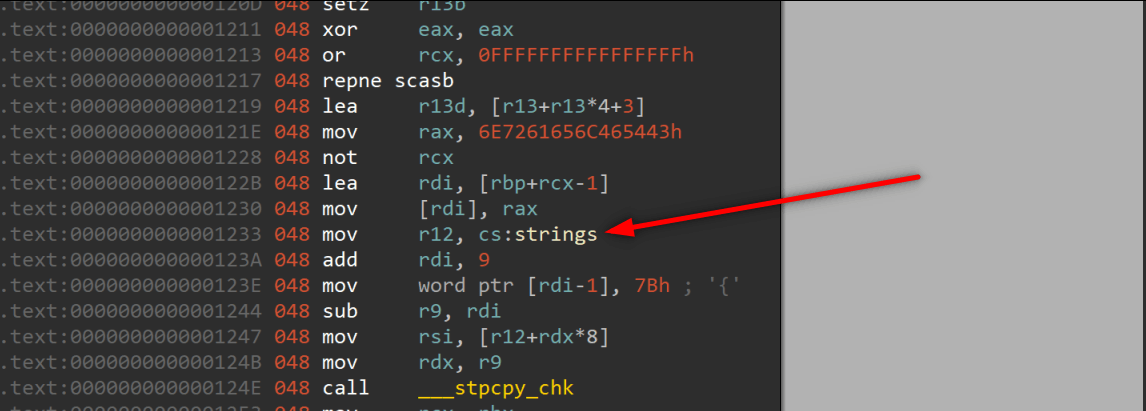 .text:000000000000120D 048 setz    r13b
.text:0000000000001211 048 xor     eax, eax
.text:0000000000001213 048 or      rcx, 0FFFFFFFFFFFFFFFFh
.text:0000000000001217 048 repne scasb
.text:0000000000001219 048 lea     r13d, [r13+r13*4+3]
.text:000000000000121E 048 mov     rax, 6E7261656C465443h
.text:0000000000001228 048 not     rcx
.text:000000000000122B 048 lea     rdi, [rbp+rcx-1]
.text:0000000000001230 048 mov     [rdi], rax
.text:0000000000001233 048 mov     r12, cs:strings
.text:000000000000123A 048 add     rdi, 9
.text:000000000000123E 048 mov     word ptr [rdi-1], 7Bh ; '{'
.text:0000000000001244 048 sub     r9, rdi
.text:0000000000001247 048 mov     rsi, [r12+rdx*8]
.text:000000000000124B 048 mov     rdx, r9
.text:000000000000124E 048 call    ___stpcpy_chk